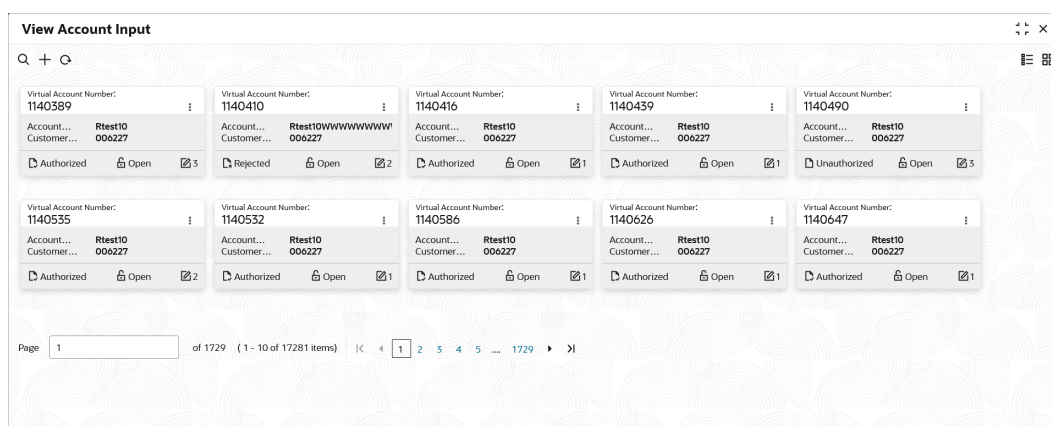 View Account Input
Virtual Account Number:
1140389
Account... Rtest10
Customer... 006227
Authorized Open 3
Virtual Account Number:
1140410
Account... Rtest10WWWWWWWW
Customer... 006227
Rejected Open 2
Virtual Account Number:
1140416
Account... Rtest10
Customer... 006227
Authorized Open 1
Virtual Account Number:
1140439
Account... Rtest10
Customer... 006227
Authorized Open 1
Virtual Account Number:
1140490
Account... Rtest10
Customer... 006227
Unauthorized Open 3
Virtual Account Number:
1140535
Account... Rtest10
Customer... 006227
Authorized Open 2
Virtual Account Number:
1140532
Account... Rtest10
Customer... 006227
Authorized Open 1
Virtual Account Number:
1140586
Account... Rtest10
Customer... 006227
Authorized Open 1
Virtual Account Number:
1140626
Account... Rtest10
Customer... 006227
Authorized Open 1
Virtual Account Number:
1140647
Account... Rtest10
Customer... 006227
Authorized Open 1
Page 1 of 1729 ( 1 - 10 of 17281 items) 1 2 3 4 5 .... 1729